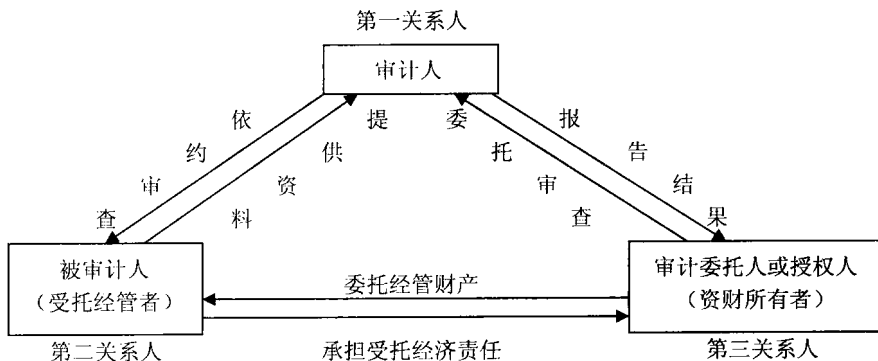 第一关系人
审计人
依约审查
提供资料
委托审查
报告结果
被审计人
（受托经管者）
委托经管财产
审计委托人或授权人
（资财所有者）
第二关系人
承担受托经济责任
第三关系人